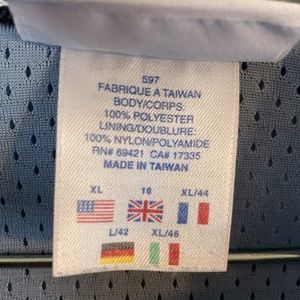 597
FABRIQUE A TAIWAN
BODY/CORPS:
100% POLYESTER
LINING/DOUBLURE:
100% NYLON/POLYAMIDE
RN# 69421 CA# 17335
MADE IN TAIWAN
XL 16 XL/44
L/42 XL/46